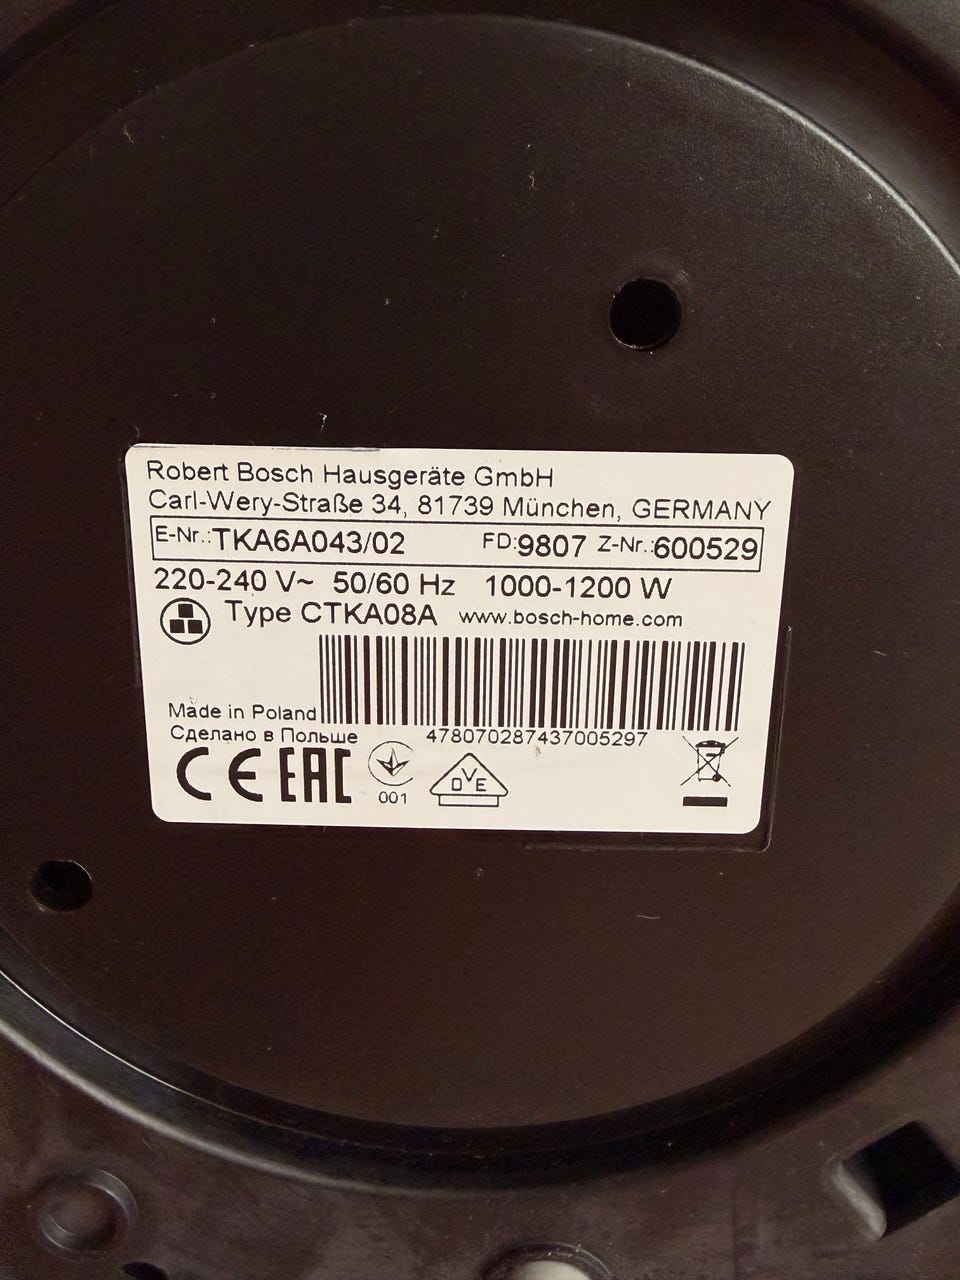 Robert Bosch Hausgeräte GmbH
Carl-Wery-Straße 34, 81739 München, GERMANY
E-Nr.:TKA6A043/02 FD:9807 Z-Nr.:600529
220-240 V~ 50/60 Hz 1000-1200 W
Type CTKA08A www.bosch-home.com
Made in Poland
Сделано в Польше 478070287437005297
CE EAC 001 OVE